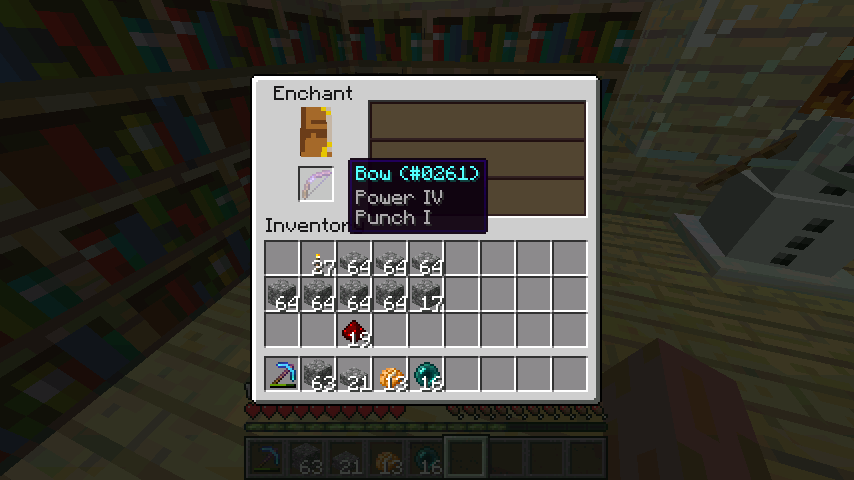 Enchant
Bow (#0261)
Power IV
Punch I
Inventor
27 64 64 64
64 64 64 64 17
19
63 21 13 16
63 21 13 16